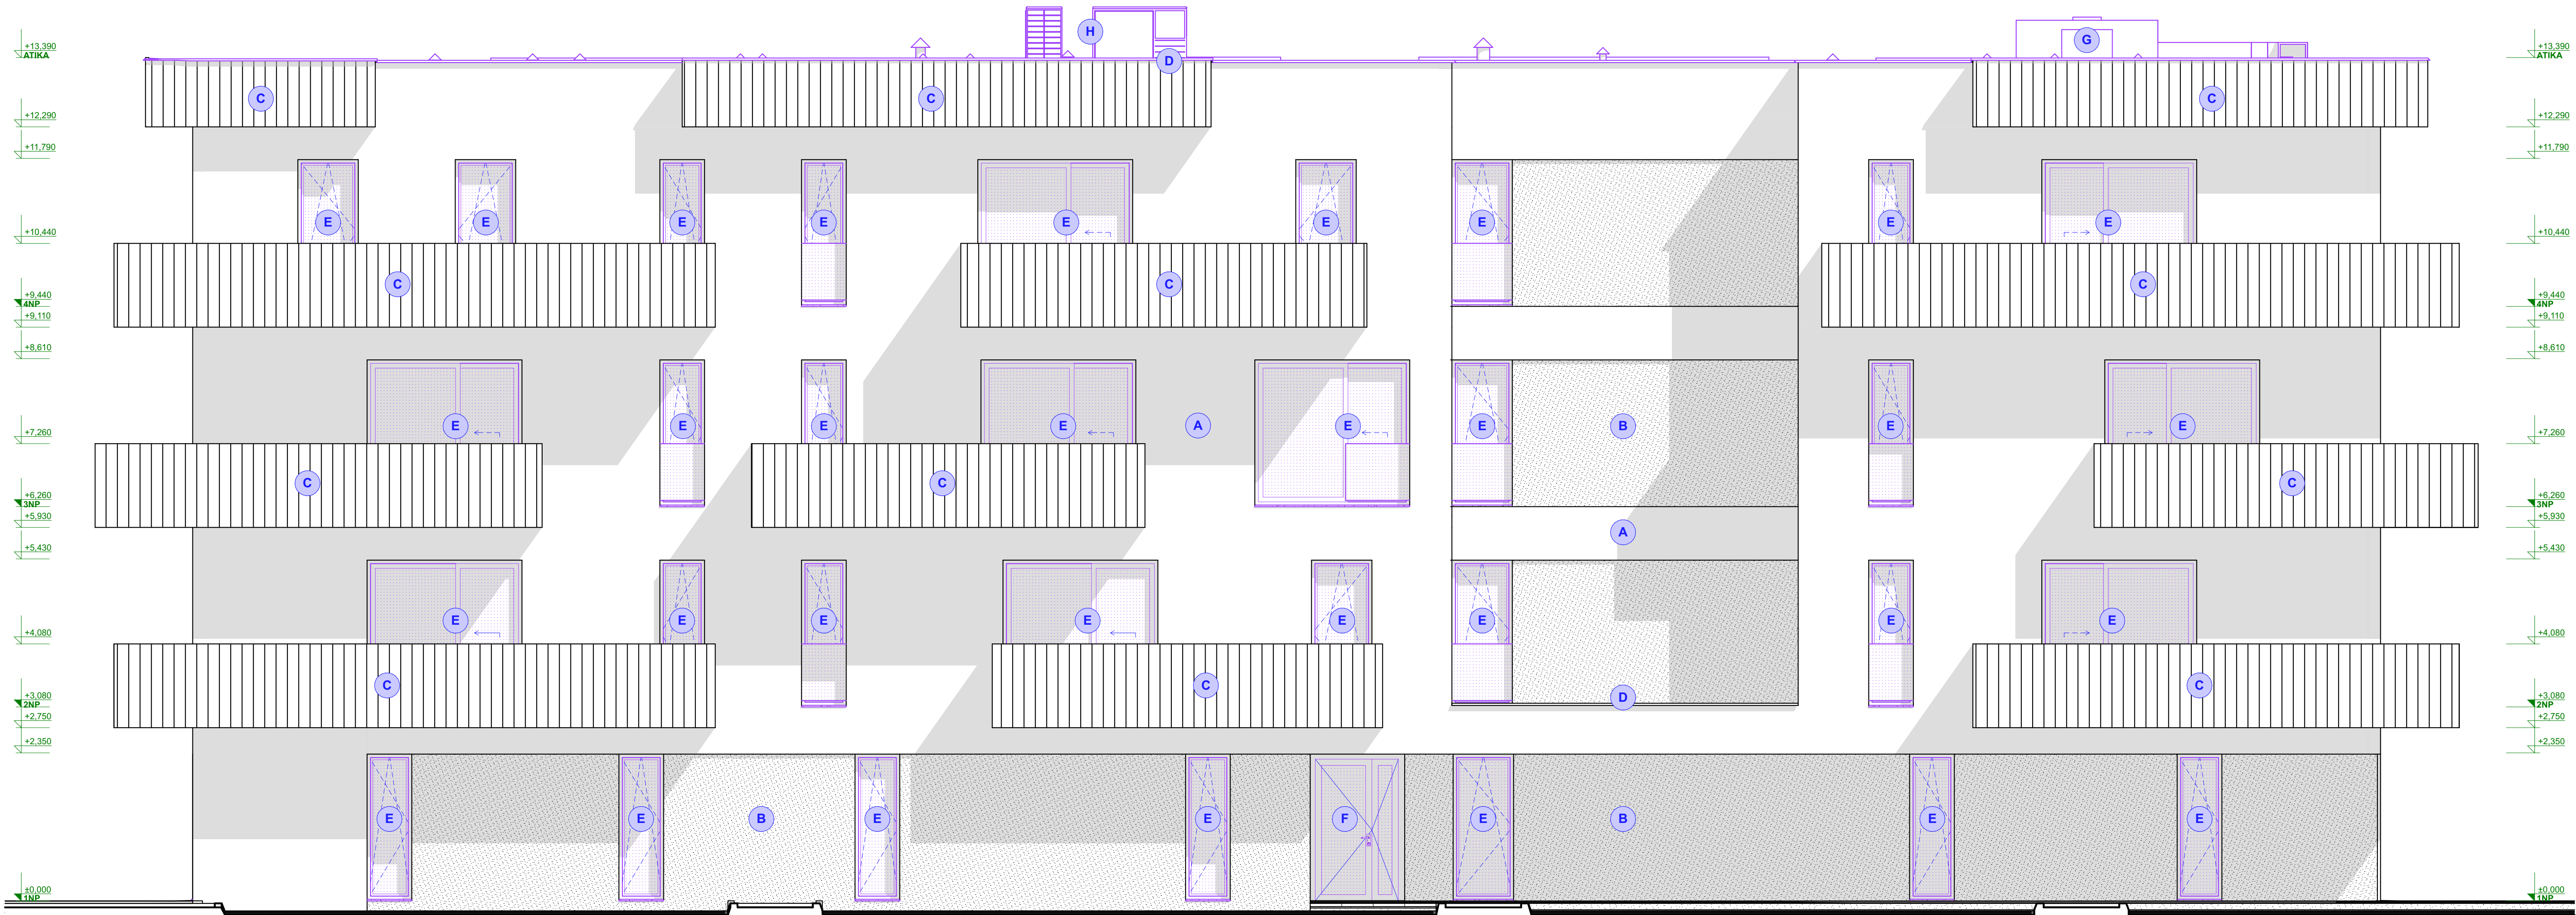 H
G
+13,390
ATIKA
+13,390
ATIKA
D
C
C
C
+12,290
+12,290
+11,790
+11,790
E
E
E
E
E
E
E
E
E
+10,440
+10,440
C
C
C
+9,440
4NP
+9,440
4NP
+9,110
+9,110
+8,610
+8,610
E
E
E
E
A
E
E
B
E
E
+7,260
+7,260
C
C
C
+6,260
3NP
+6,260
3NP
+5,930
+5,930
A
+5,430
+5,430
E
E
E
E
E
E
E
E
+4,080
+4,080
C
C
C
+3,080
2NP
D
+3,080
2NP
+2,750
+2,750
+2,350
+2,350
E
E
B
E
E
F
E
B
E
E
±0,000
1NP
±0,000
1NP